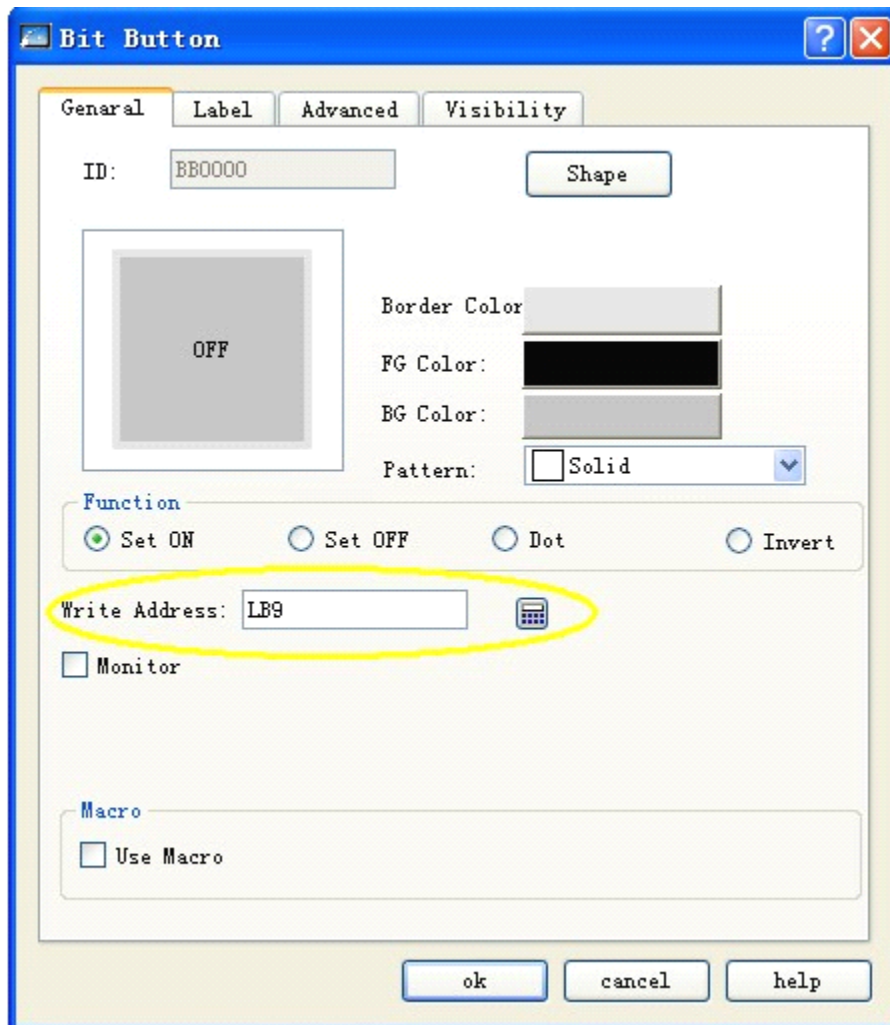 Bit Button
Genaral Label Advanced Visibility
ID: BB0000 Shape
OFF
Border Color
FG Color:
BG Color:
Pattern: Solid
Function
Set ON Set OFF Dot Invert
Write Address: LB9
Monitor
Macro
Use Macro
ok cancel help